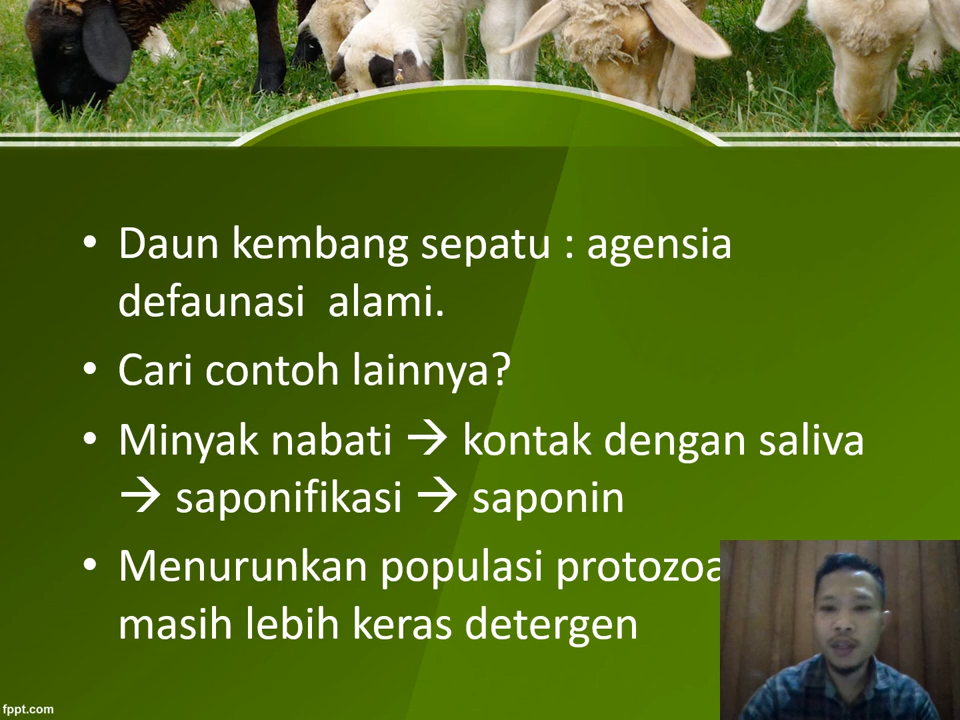 • Daun kembang sepatu : agensia
defaunasi  alami.
• Cari contoh lainnya?
• Minyak nabati → kontak dengan saliva
→ saponifikasi → saponin
• Menurunkan populasi protozoa
masih lebih keras detergen
fppt.com